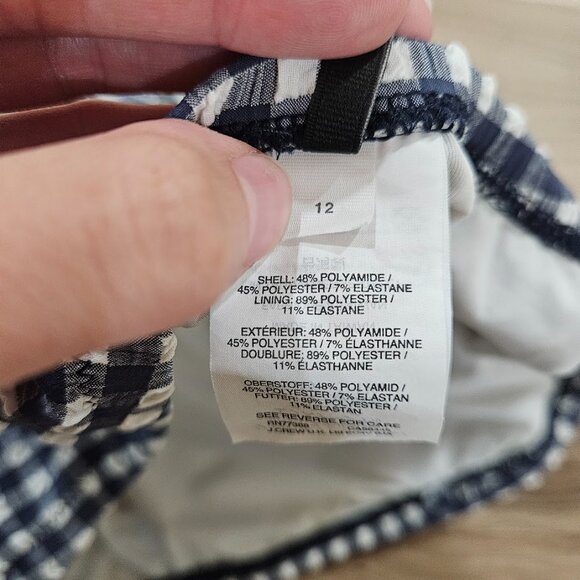 12
SHELL: 48% POLYAMIDE /
45% POLYESTER / 7% ELASTANE
LINING: 89% POLYESTER /
11% ELASTANE
EXTÉRIEUR: 48% POLYAMIDE /
45% POLYESTER / 7% ÉLASTHANNE
DOUBLURE: 89% POLYESTER /
11% ÉLASTHANNE
OBERSTOFF: 48% POLYAMID /
45% POLYESTER / 7% ELASTAN
FUTTER: 89% POLYESTER /
11% ELASTAN
SEE REVERSE FOR CARE
RN77388
J.CREW U.K.